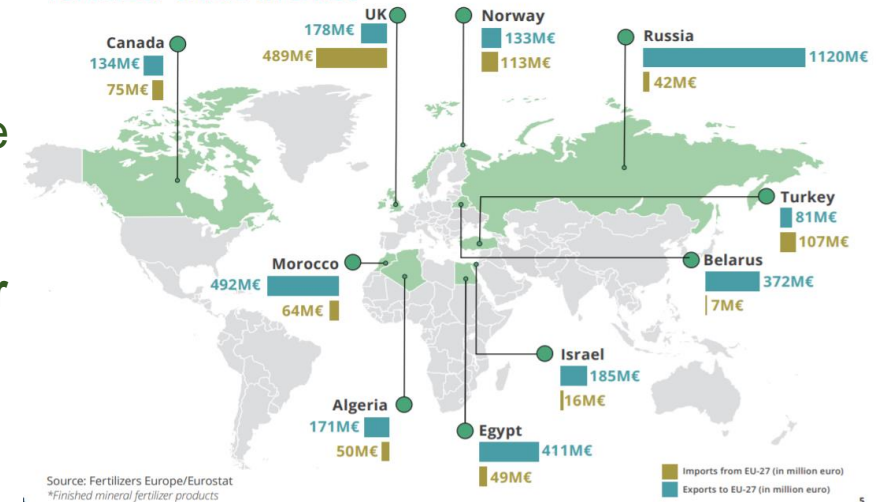 e
r
Canada
134M€
75M€
UK
178M€
489M€
Norway
133M€
113M€
Russia
1120M€
42M€
Turkey
81M€
107M€
Belarus
372M€
7M€
Morocco
492M€
64M€
Israel
185M€
16M€
Algeria
171M€
50M€
Egypt
411M€
49M€
Imports from EU-27 (in million euro)
Exports to EU-27 (in million euro)
Source: Fertilizers Europe/Eurostat
*Finished mineral fertilizer products
5